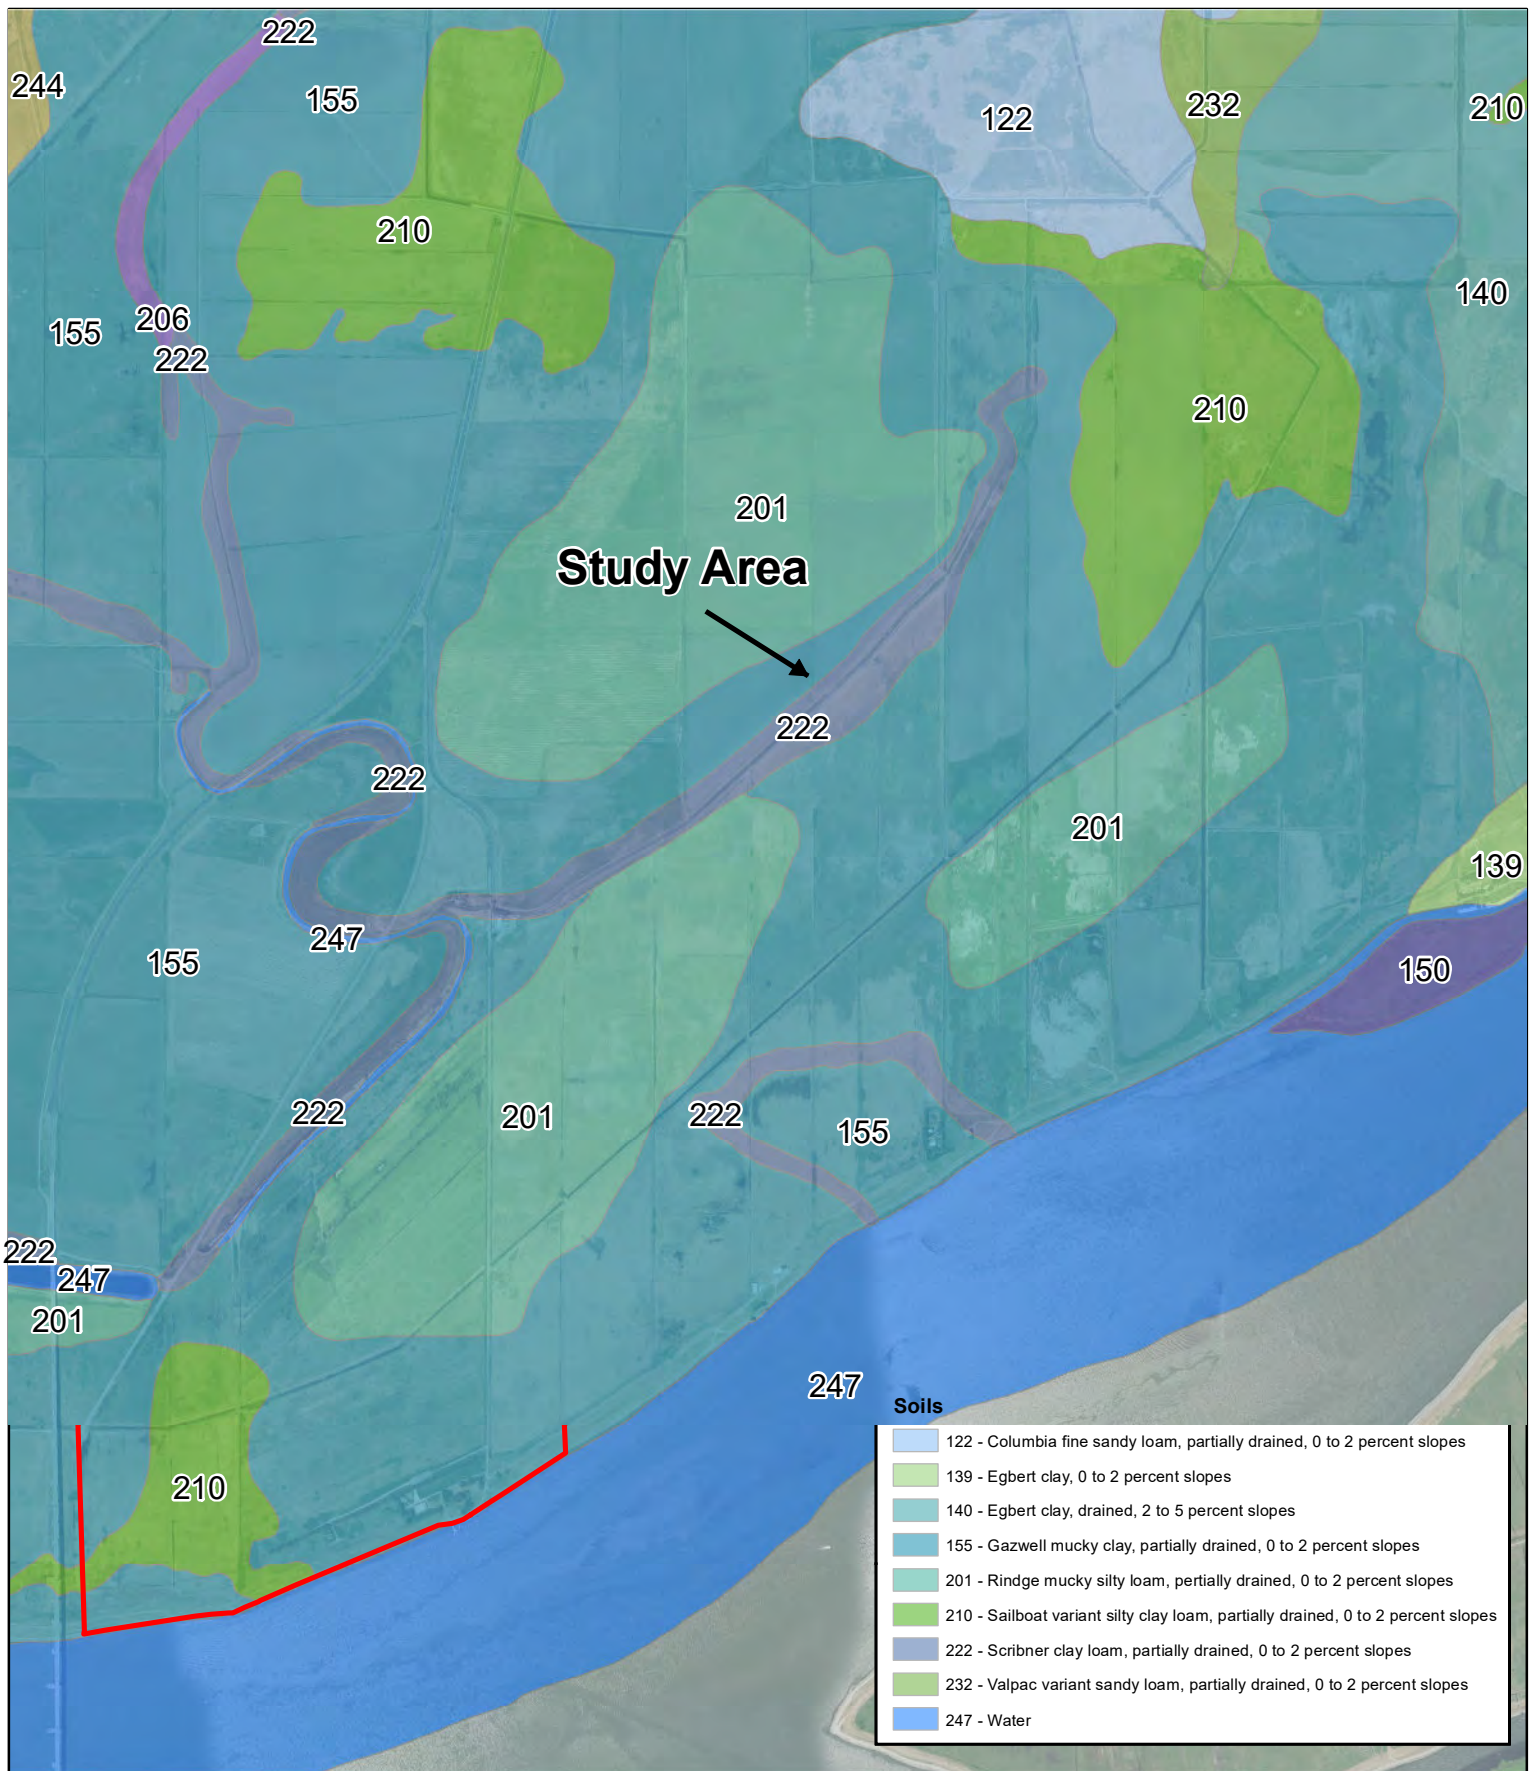 222
244
155
122
232
210
210
140
206
155
222
210
201
Study Area
222
222
201
139
247
155
150
222
201
222
155
222
247
201
247
210
Soils
122 - Columbia fine sandy loam, partially drained, 0 to 2 percent slopes
139 - Egbert clay, 0 to 2 percent slopes
140 - Egbert clay, drained, 2 to 5 percent slopes
155 - Gazwell mucky clay, partially drained, 0 to 2 percent slopes
201 - Rindge mucky silty loam, pertially drained, 0 to 2 percent slopes
210 - Sailboat variant silty clay loam, partially drained, 0 to 2 percent slopes
222 - Scribner clay loam, partially drained, 0 to 2 percent slopes
232 - Valpac variant sandy loam, partially drained, 0 to 2 percent slopes
247 - Water